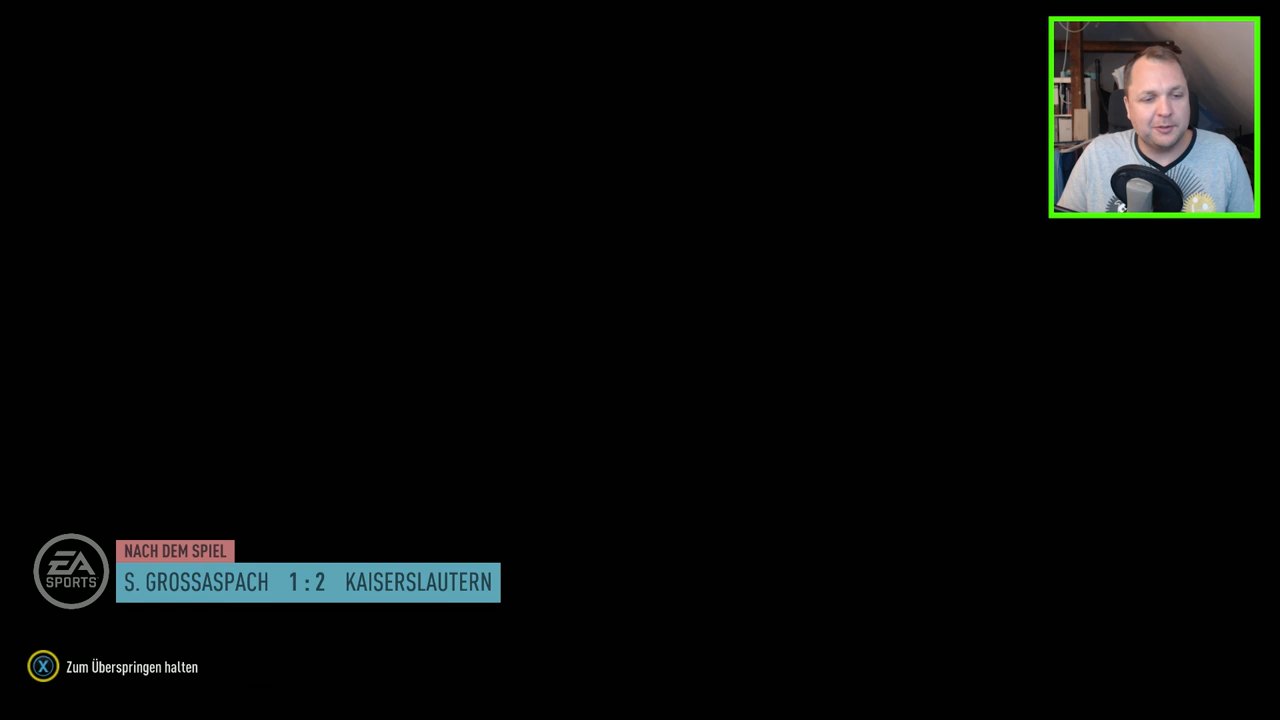 NACH DEM SPIEL
EA
SPORTS
S. GROSSASPACH 1 : 2 KAISERSLAUTERN
X Zum Überspringen halten